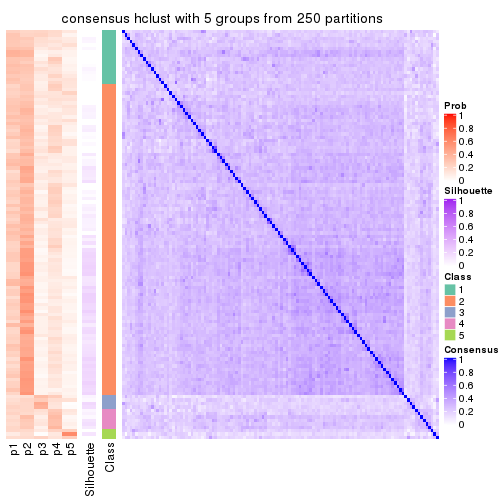 consensus hclust with 5 groups from 250 partitions
p1
p2
p3
p4
p5
Silhouette
Class
Prob
1
0.8
0.6
0.4
0.2
0
Silhouette
1
0.8
0.6
0.4
0.2
0
Class
1
2
3
4
5
Consensus
1
0.8
0.6
0.4
0.2
0